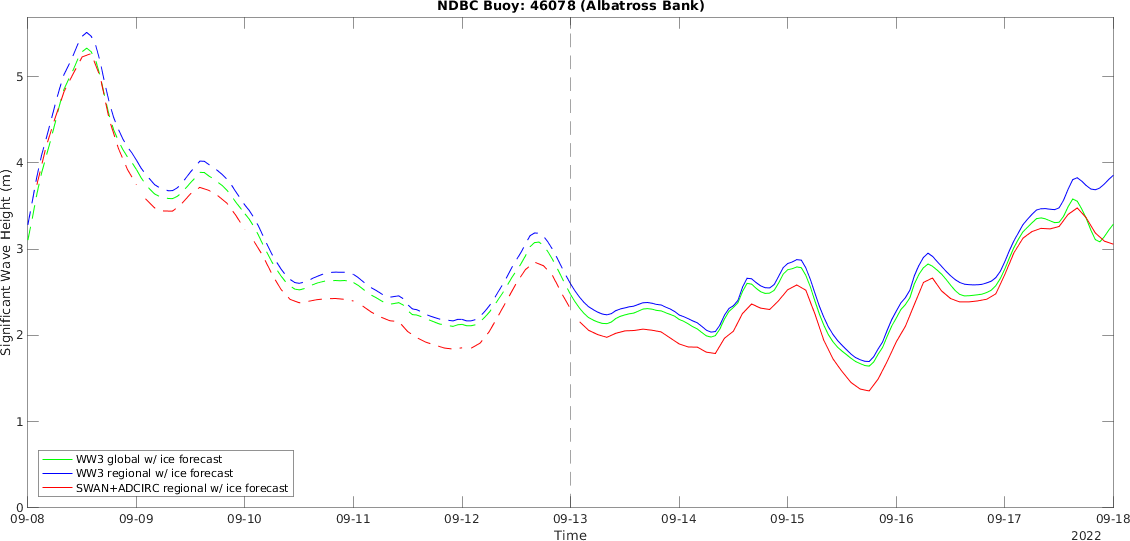 NDBC Buoy: 46078 (Albatross Bank)
Significant Wave Height (m)
5
4
3
2
1
0
WW3 global w/ ice forecast
WW3 regional w/ ice forecast
SWAN+ADCIRC regional w/ ice forecast
09-08 09-09 09-10 09-11 09-12 09-13 09-14 09-15 09-16 09-17 09-18
Time
2022